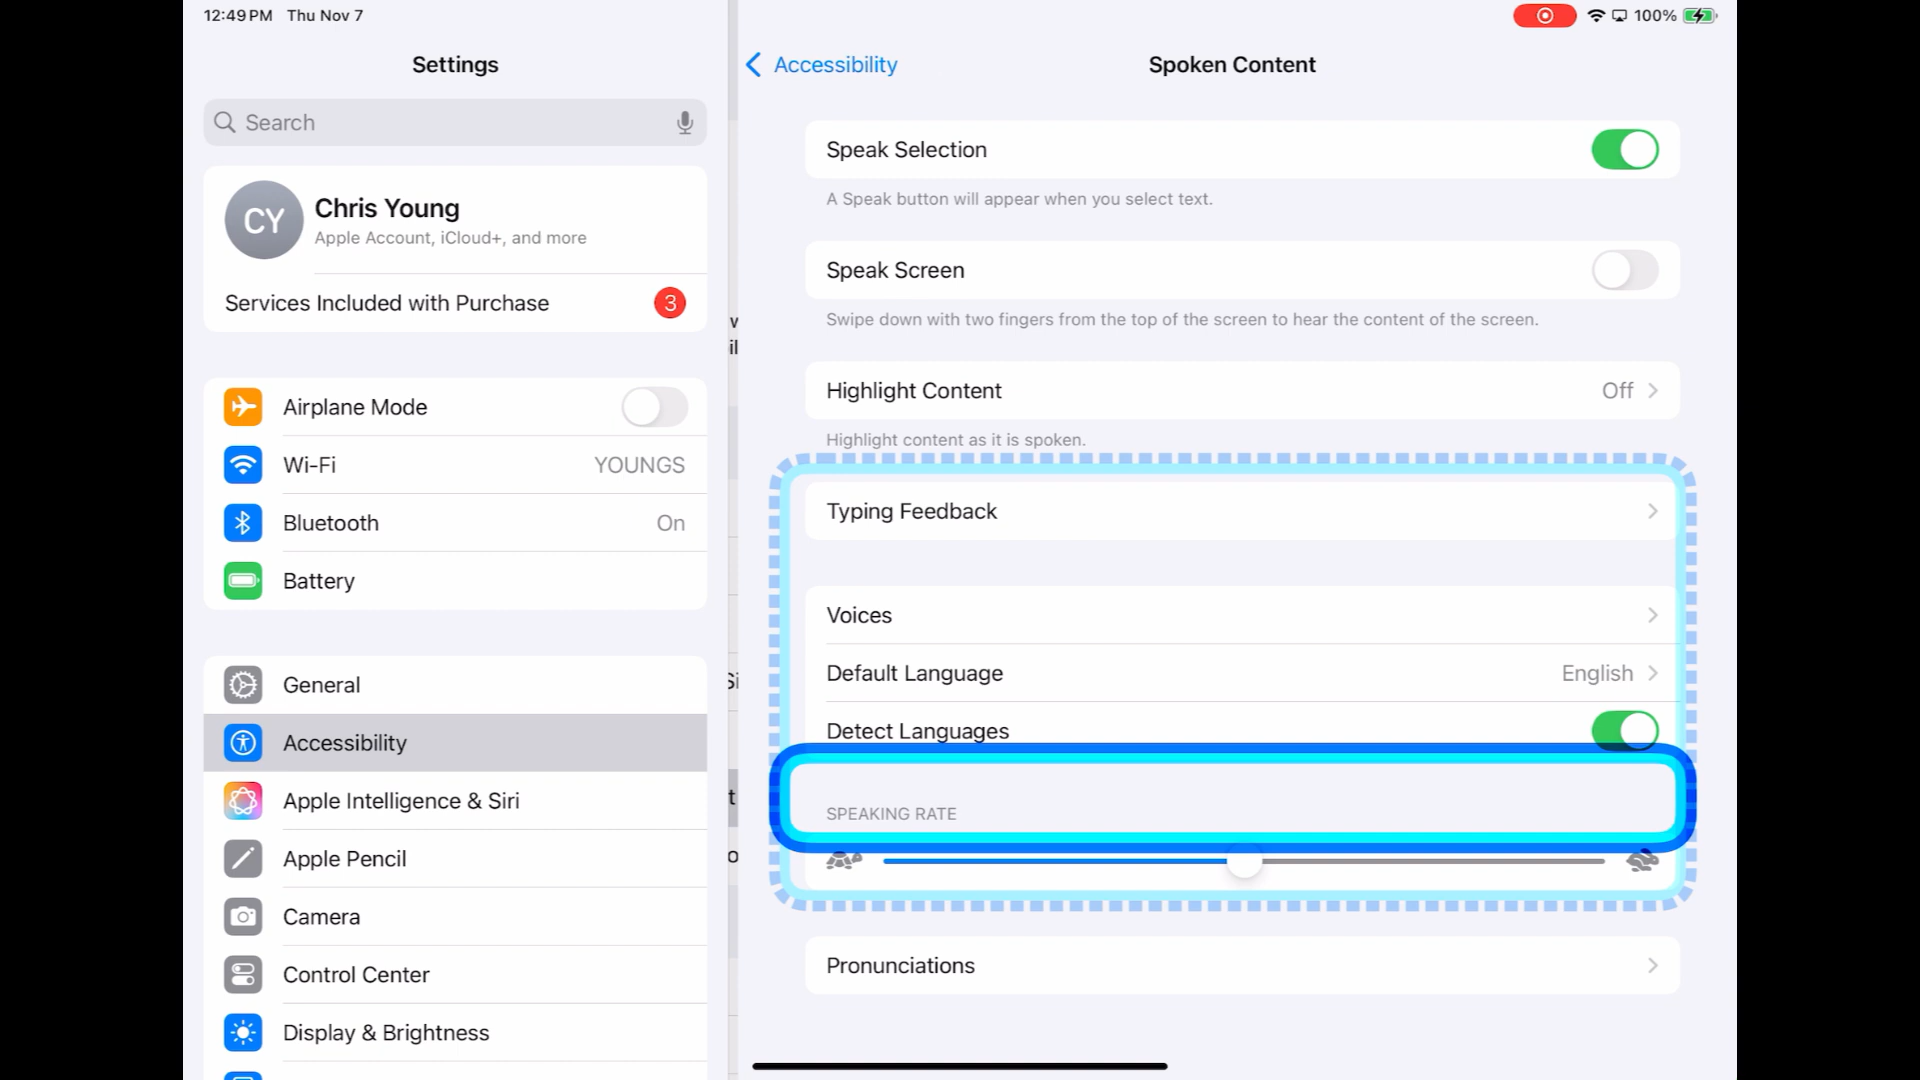 12:49 PM Thu Nov 7
100%
Settings
Search
CY
Chris Young
Apple Account, iCloud+, and more
Services Included with Purchase
3
Airplane Mode
Wi-Fi YOUNGS
Bluetooth On
Battery
General
Accessibility
Apple Intelligence & Siri
Apple Pencil
Camera
Control Center
Display & Brightness
Accessibility
Spoken Content
Speak Selection
A Speak button will appear when you select text.
Speak Screen
Swipe down with two fingers from the top of the screen to hear the content of the screen.
Highlight Content Off
Highlight content as it is spoken.
Typing Feedback
Voices
Default Language English
Detect Languages
SPEAKING RATE
Pronunciations